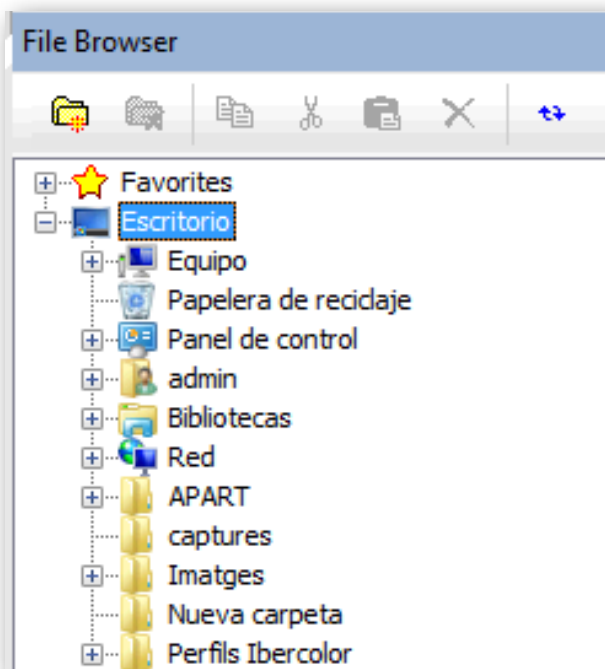 File Browser
Favorites
Escritorio
Equipo
Papelera de reciclaje
Panel de control
admin
Bibliotecas
Red
APART
captures
Imatges
Nueva carpeta
Perfils Ibercolor